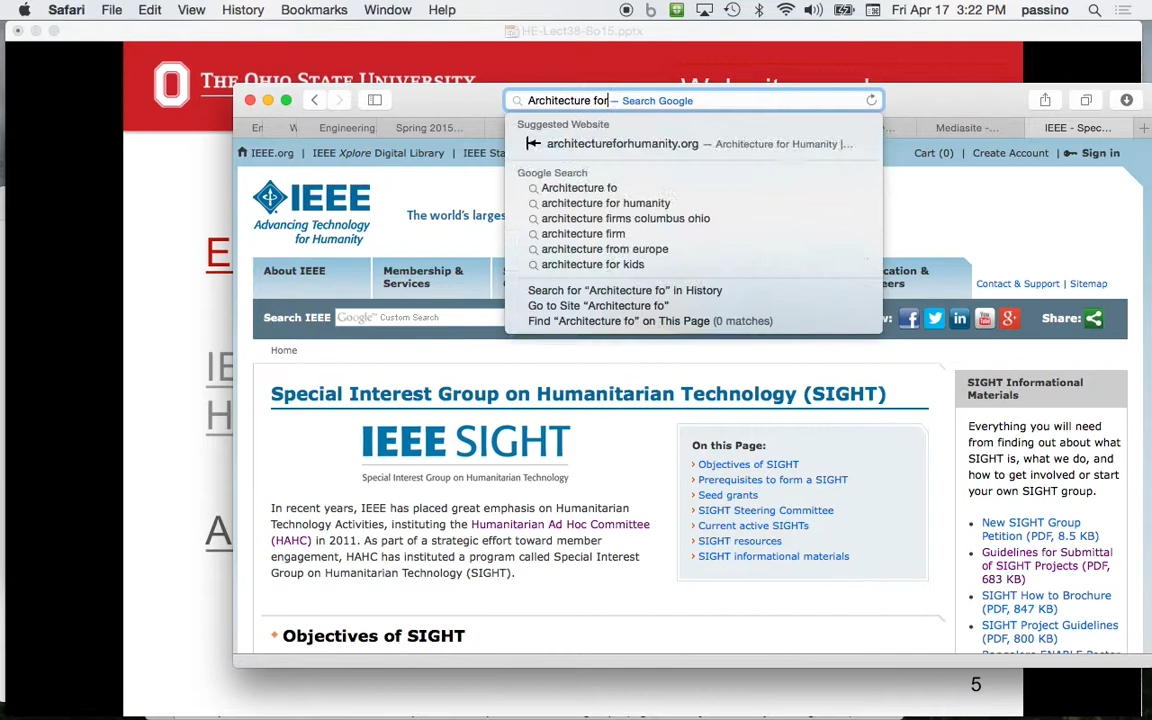 Safari File Edit View History Bookmarks Window Help Fri Apr 17 3:22 PM passino
HE-Lect38-So15.pptx
THE OHIO STATE UNIVERSITY
Architecture for — Search Google
Engineering, Spring 2015... Mediasite -... IEEE - Spec...
Suggested Website
architectureforhumanity.org — Architecture for Humanity |...
Google Search
Architecture fo
architecture for humanity
architecture firms columbus ohio
architecture firm
architecture from europe
architecture for kids
Search for “Architecture fo” in History
Go to Site “Architecture fo”
Find “Architecture fo” on This Page (0 matches)
IEEE.org | IEEE Xplore Digital Library | IEEE Sta
Cart (0) | Create Account | Sign in
IEEE
Advancing Technology
for Humanity
The world's larges
About IEEE
Membership &
Services
Contact & Support | Sitemap
Search IEEE Google™ Custom Search
Share:
Home
Special Interest Group on Humanitarian Technology (SIGHT)
IEEE SIGHT
Special Interest Group on Humanitarian Technology
In recent years, IEEE has placed great emphasis on Humanitarian
Technology Activities, instituting the Humanitarian Ad Hoc Committee
(HAHC) in 2011. As part of a strategic effort toward member
engagement, HAHC has instituted a program called Special Interest
Group on Humanitarian Technology (SIGHT).
On this Page:
Objectives of SIGHT
Prerequisites to form a SIGHT
Seed grants
SIGHT Steering Committee
Current active SIGHTs
SIGHT resources
SIGHT informational materials
Objectives of SIGHT
SIGHT Informational
Materials
Everything you will need
from finding out about what
SIGHT is, what we do, and
how to get involved or start
your own SIGHT group.
New SIGHT Group
Petition (PDF, 8.5 KB)
Guidelines for Submittal
of SIGHT Projects (PDF,
683 KB)
SIGHT How to Brochure
(PDF, 847 KB)
SIGHT Project Guidelines
(PDF, 800 KB)
5